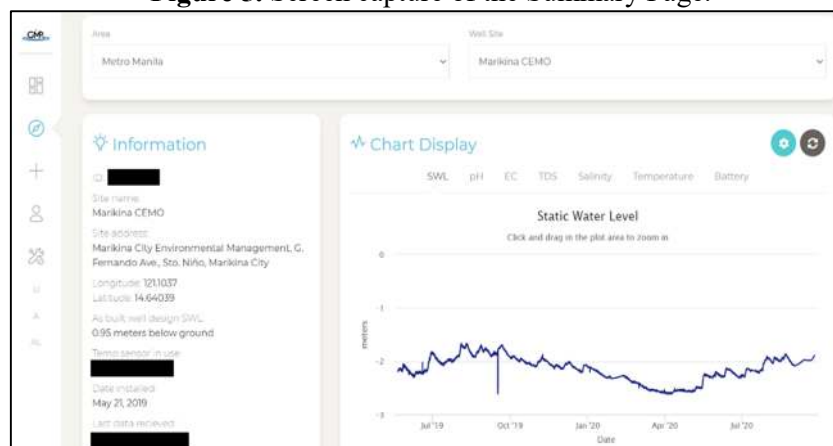 Figure 3. Screen capture of the Summary Page.
Area
Metro Manila
Well Site
Marikina CEMO
Information
ID:
Site name:
Marikina CEMO
Site address:
Marikina City Environmental Management, G.
Fernando Ave., Sto. Niño, Marikina City
Longitude: 121.1037
Latitude: 14.64039
As built well design SWL:
0.95 meters below ground
Temp sensor in use:
Date installed:
May 21, 2019
Last data recieved:
Chart Display
SWL pH EC TDS Salinity Temperature Battery
Static Water Level
Click and drag in the plot area to zoom in
0
-1
-2
-3
meters
Jul '19 Oct '19 Jan '20 Apr '20 Jul '20
Date